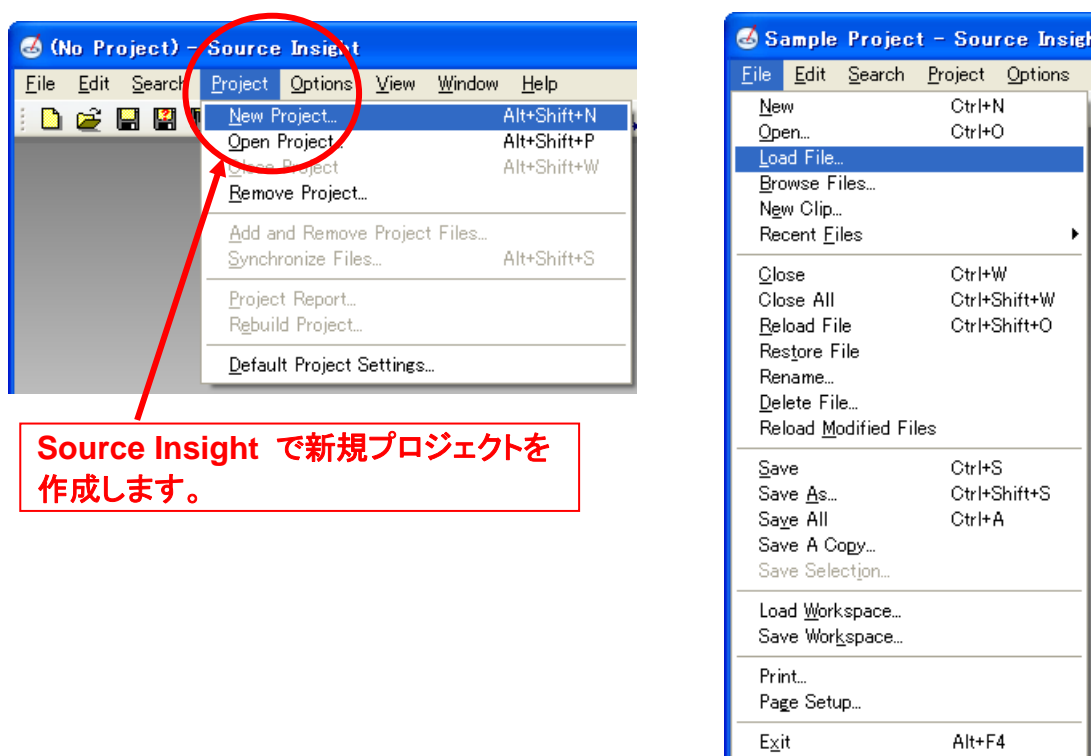 (No Project) - Source Insight
File Edit Search Project Options View Window Help
New Project... Alt+Shift+N
Open Project... Alt+Shift+P
Close Project Alt+Shift+W
Remove Project...
Add and Remove Project Files...
Synchronize Files... Alt+Shift+S
Project Report...
Rebuild Project...
Default Project Settings...
Source Insight で新規プロジェクトを
作成します。
Sample Project - Source Insigh
File Edit Search Project Options
New Ctrl+N
Open... Ctrl+O
Load File...
Browse Files...
New Clip...
Recent Files
Close Ctrl+W
Close All Ctrl+Shift+W
Reload File Ctrl+Shift+O
Restore File
Rename...
Delete File...
Reload Modified Files
Save Ctrl+S
Save As... Ctrl+Shift+S
Save All Ctrl+A
Save A Copy...
Save Selection...
Load Workspace...
Save Workspace...
Print...
Page Setup...
Exit Alt+F4